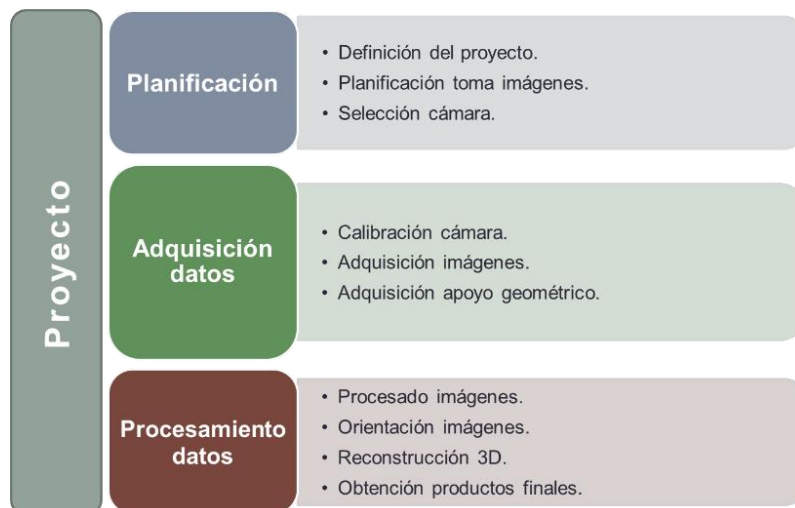 Proyecto
Planificación
• Definición del proyecto.
• Planificación toma imágenes.
• Selección cámara.
Adquisición
datos
• Calibración cámara.
• Adquisición imágenes.
• Adquisición apoyo geométrico.
Procesamiento
datos
• Procesado imágenes.
• Orientación imágenes.
• Reconstrucción 3D.
• Obtención productos finales.